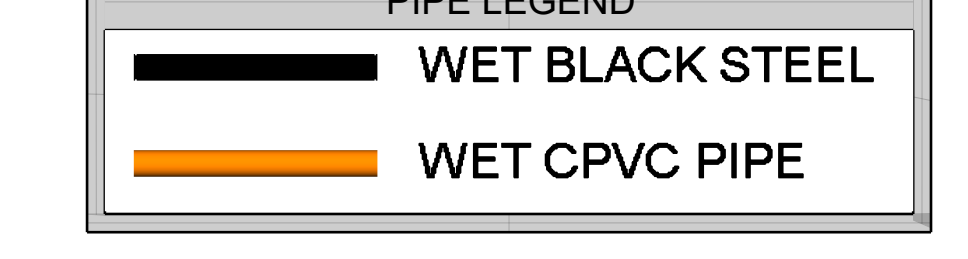 PIPE LEGEND
WET BLACK STEEL
WET CPVC PIPE